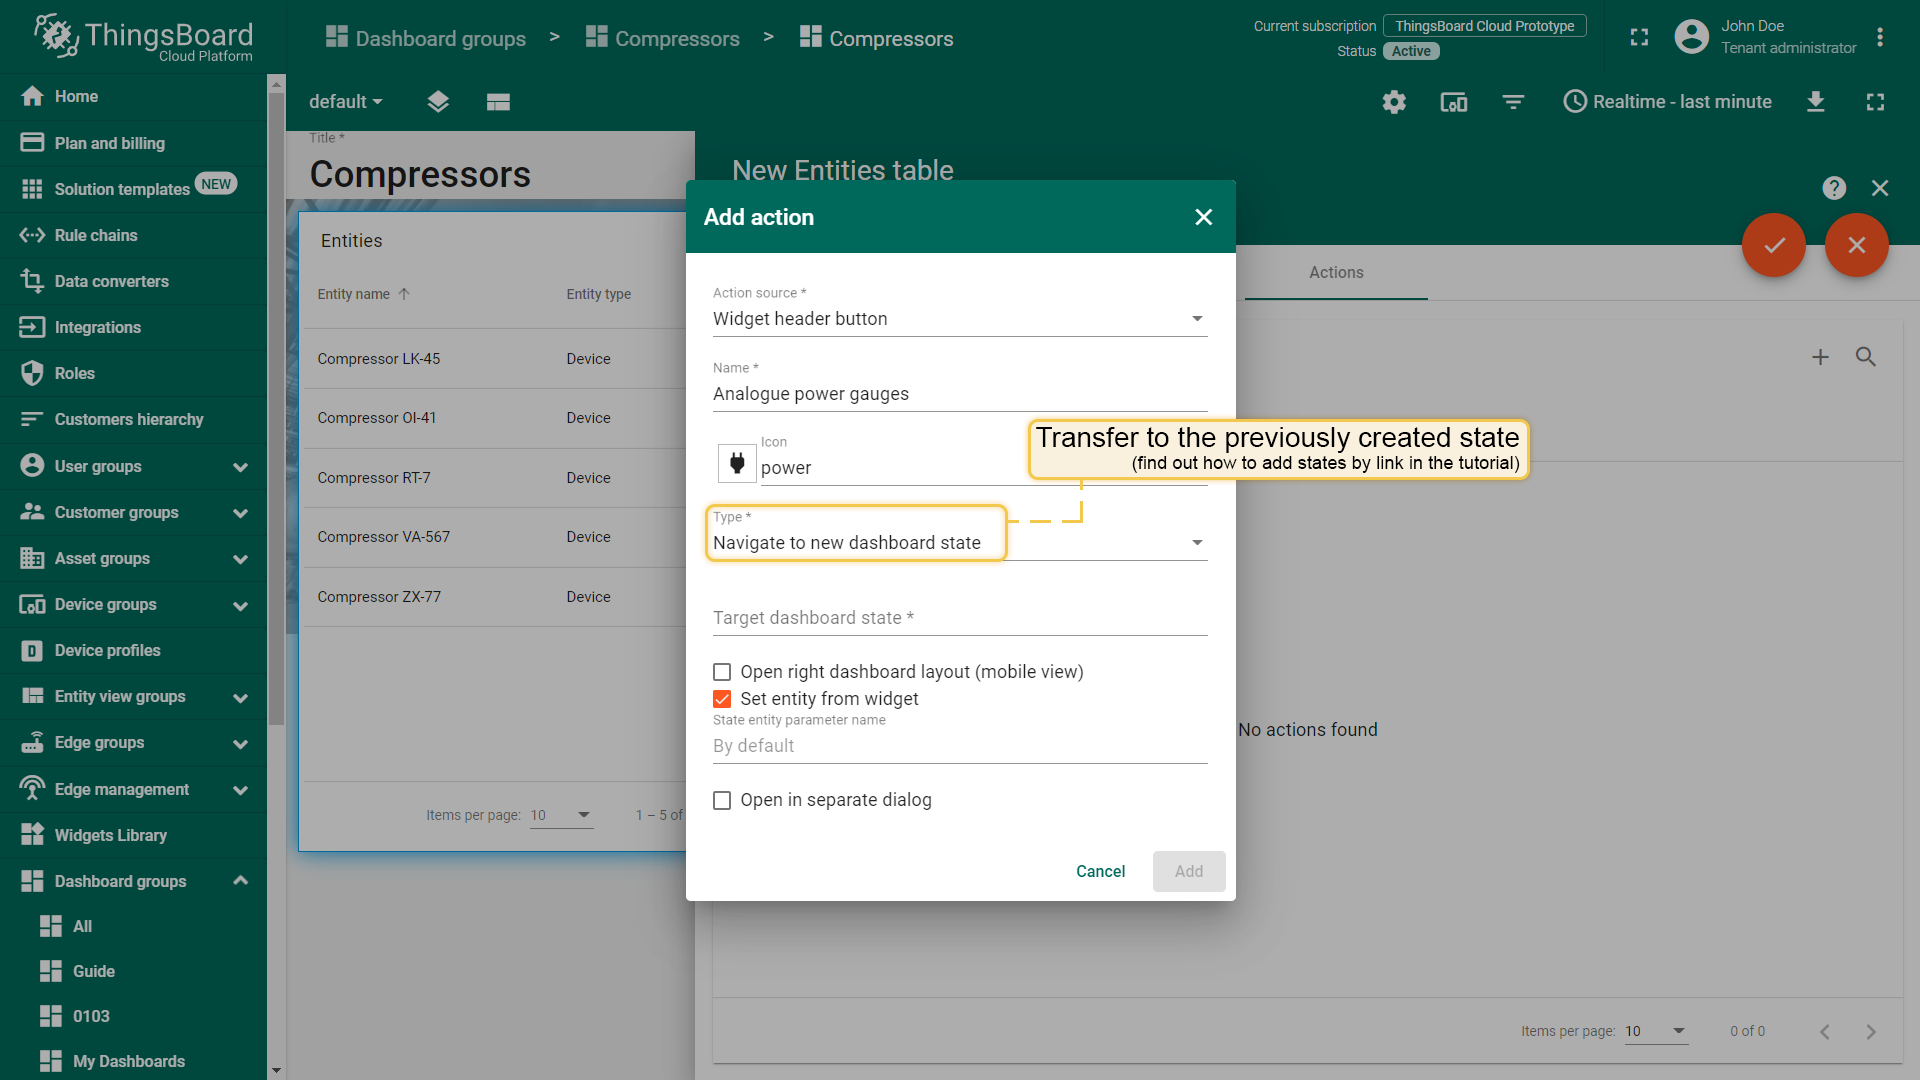 ThingsBoard
Cloud Platform
Dashboard groups > Compressors > Compressors
Current subscription ThingsBoard Cloud Prototype
Status Active
John Doe
Tenant administrator
Home
Plan and billing
Solution templates NEW
Rule chains
Data converters
Integrations
Roles
Customers hierarchy
User groups
Customer groups
Asset groups
Device groups
Device profiles
Entity view groups
Edge groups
Edge management
Widgets Library
Dashboard groups
All
Guide
0103
My Dashboards
default
Realtime - last minute
Title *
Compressors
Entities
Entity name Entity type
Compressor LK-45 Device
Compressor OI-41 Device
Compressor RT-7 Device
Compressor VA-567 Device
Compressor ZX-77 Device
Items per page: 10 1 – 5 of
New Entities table
Actions
No actions found
Items per page: 10 0 of 0
Add action
Action source *
Widget header button
Name *
Analogue power gauges
Icon
power
Transfer to the previously created state
(find out how to add states by link in the tutorial)
Type *
Navigate to new dashboard state
Target dashboard state *
Open right dashboard layout (mobile view)
Set entity from widget
State entity parameter name
By default
Open in separate dialog
Cancel Add